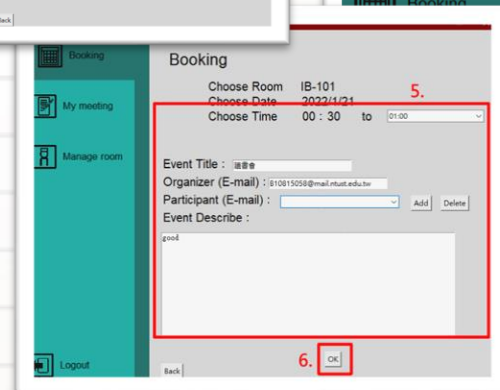 Back
Booking
Booking
My meeting
Manage room
Logout
Booking
Choose Room IB-101
Choose Date 2022/1/21
5.
Choose Time 00 : 30 to 01:00
Event Title : 讀書會
Organizer (E-mail) : B10815058@mail.ntust.edu.tw
Participant (E-mail) :
Add Delete
Event Describe :
good
6. OK
Back